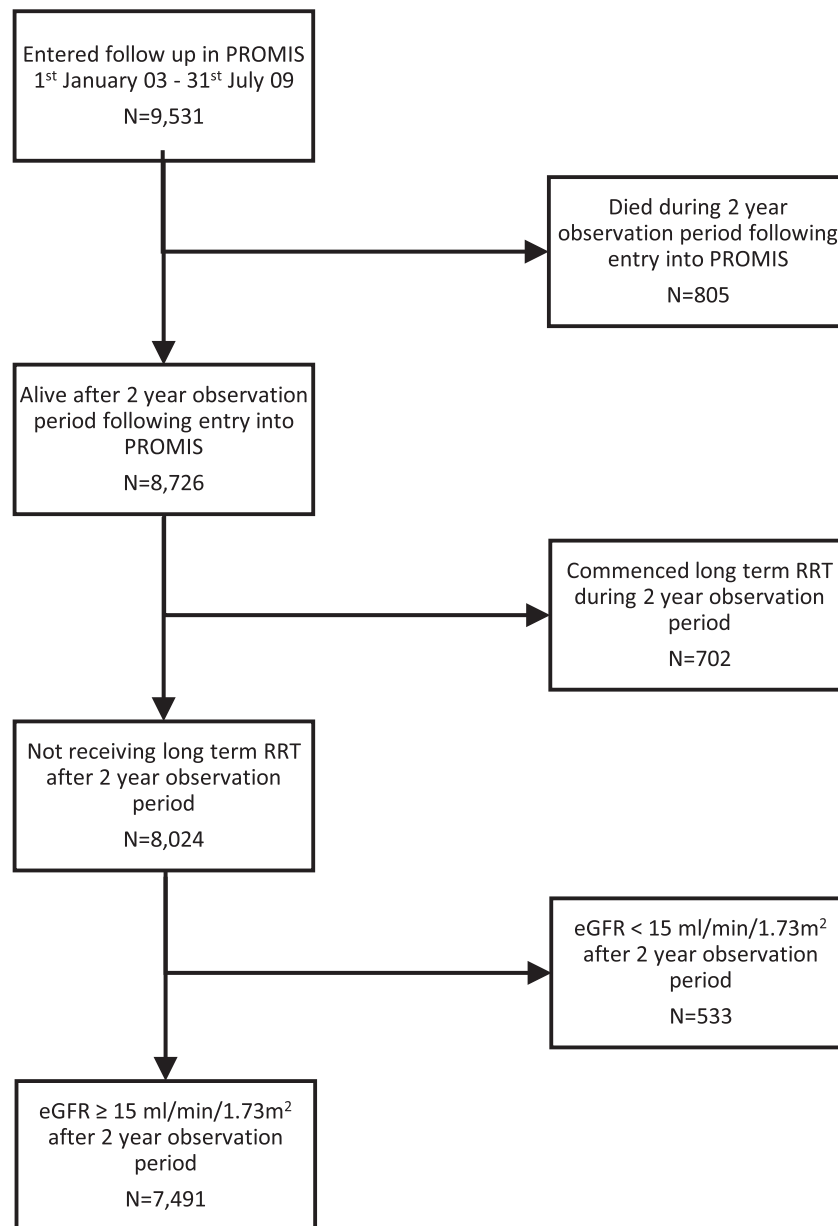 Entered follow up in PROMIS
1st January 03 - 31st July 09
N=9,531
Died during 2 year
observation period following
entry into PROMIS
N=805
Alive after 2 year observation
period following entry into
PROMIS
N=8,726
Commenced long term RRT
during 2 year observation
period
N=702
Not receiving long term RRT
after 2 year observation
period
N=8,024
eGFR < 15 ml/min/1.73m²
after 2 year observation
period
N=533
eGFR ≥ 15 ml/min/1.73m²
after 2 year observation
period
N=7,491